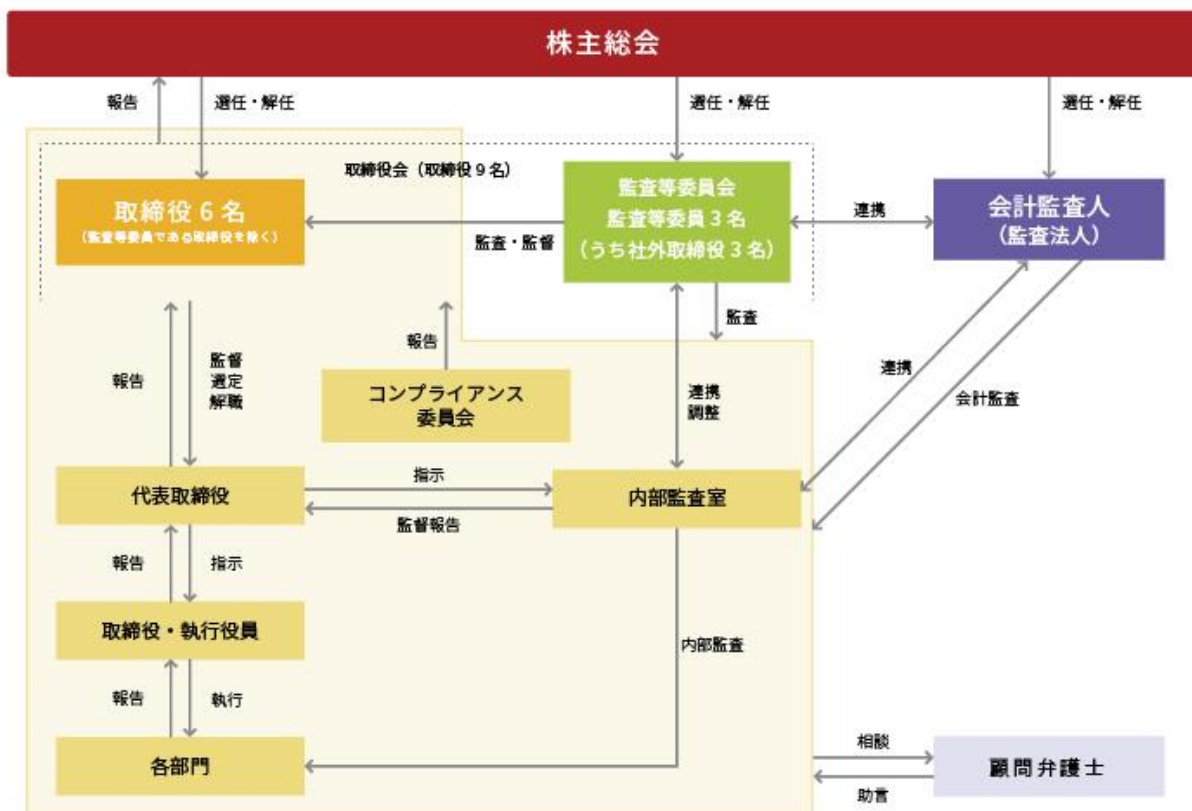 株主総会
報告
選任・解任
選任・解任
選任・解任
取締役会（取締役９名）
取締役６名
（監査等委員である取締役を除く）
監査・監督
監査等委員会
監査等委員３名
（うち社外取締役３名）
連携
会計監査人
（監査法人）
報告
監督
選定
解職
報告
コンプライアンス
委員会
監査
連携
調整
連携
会計監査
代表取締役
指示
監督報告
内部監査室
報告
指示
取締役・執行役員
内部監査
報告
執行
各部門
相談
助言
顧問弁護士